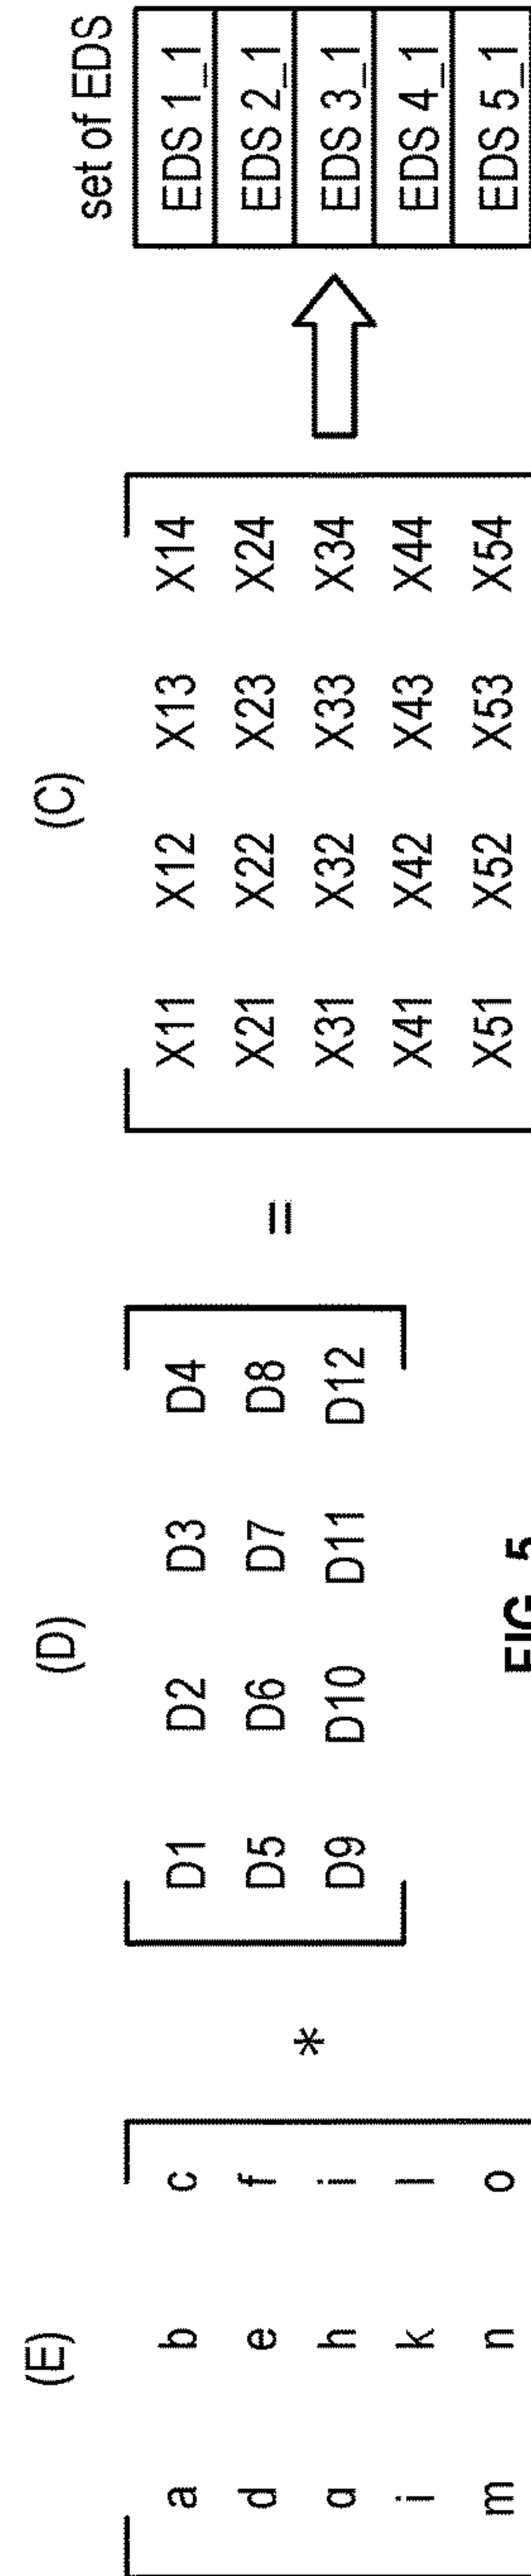 (E) (D) (C) set of EDS
a b c D1 D2 D3 D4 X11 X12 X13 X14 EDS 1_1
d e f D5 D6 D7 D8 X21 X22 X23 X24 EDS 2_1
* =
g h i D9 D10 D11 D12 X31 X32 X33 X34 EDS 3_1
j k l X41 X42 X43 X44 EDS 4_1
m n o X51 X52 X53 X54 EDS 5_1
FIG. 5